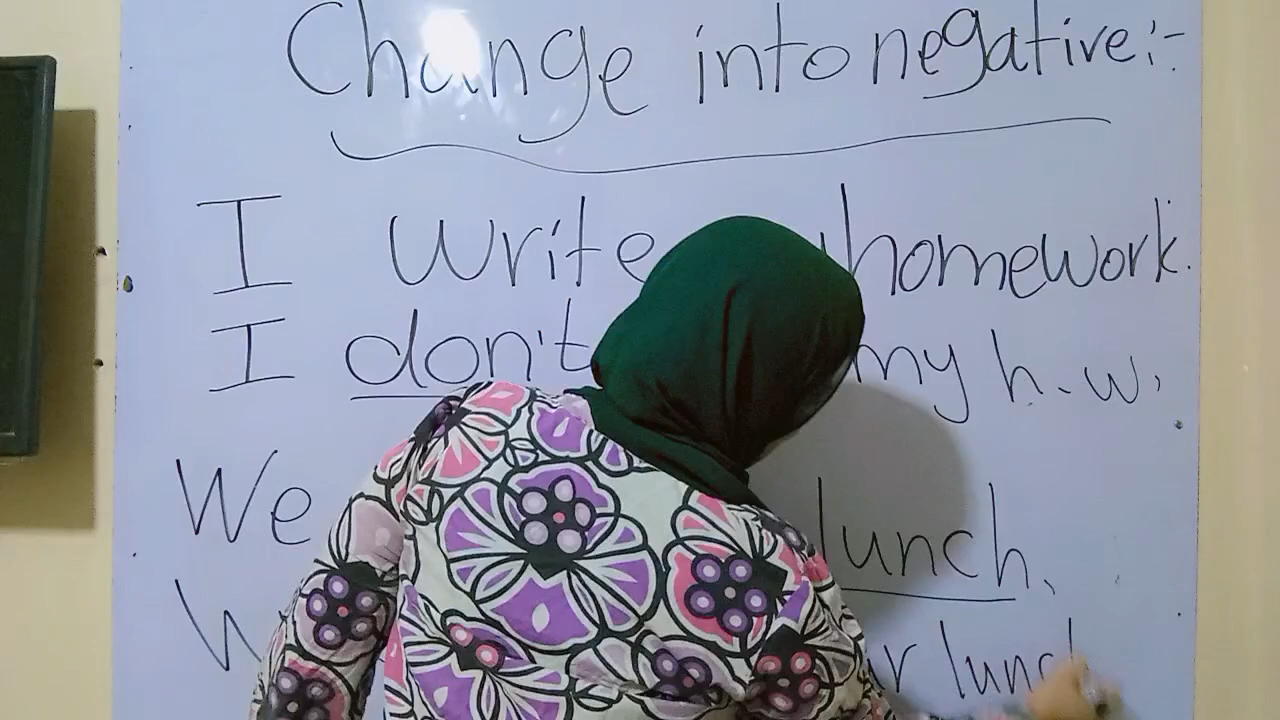 Change into negative:-
I write homework.
I don't my h.w.
We lunch.
lunch